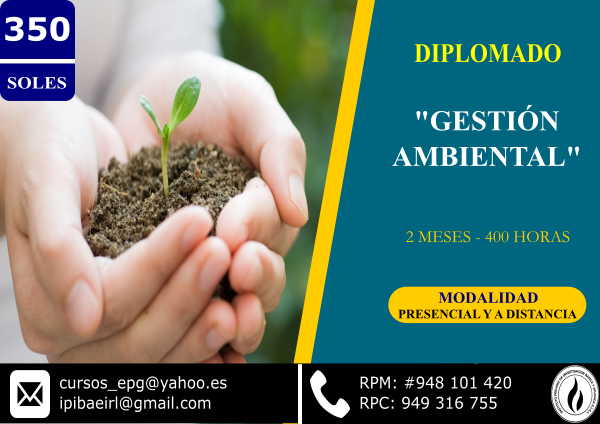 350
SOLES
DIPLOMADO
"GESTIÓN
AMBIENTAL"
2 MESES - 400 HORAS
MODALIDAD
PRESENCIAL Y A DISTANCIA
cursos_epg@yahoo.es
ipibaeirl@gmail.com
RPM: #948 101 420
RPC: 949 316 755